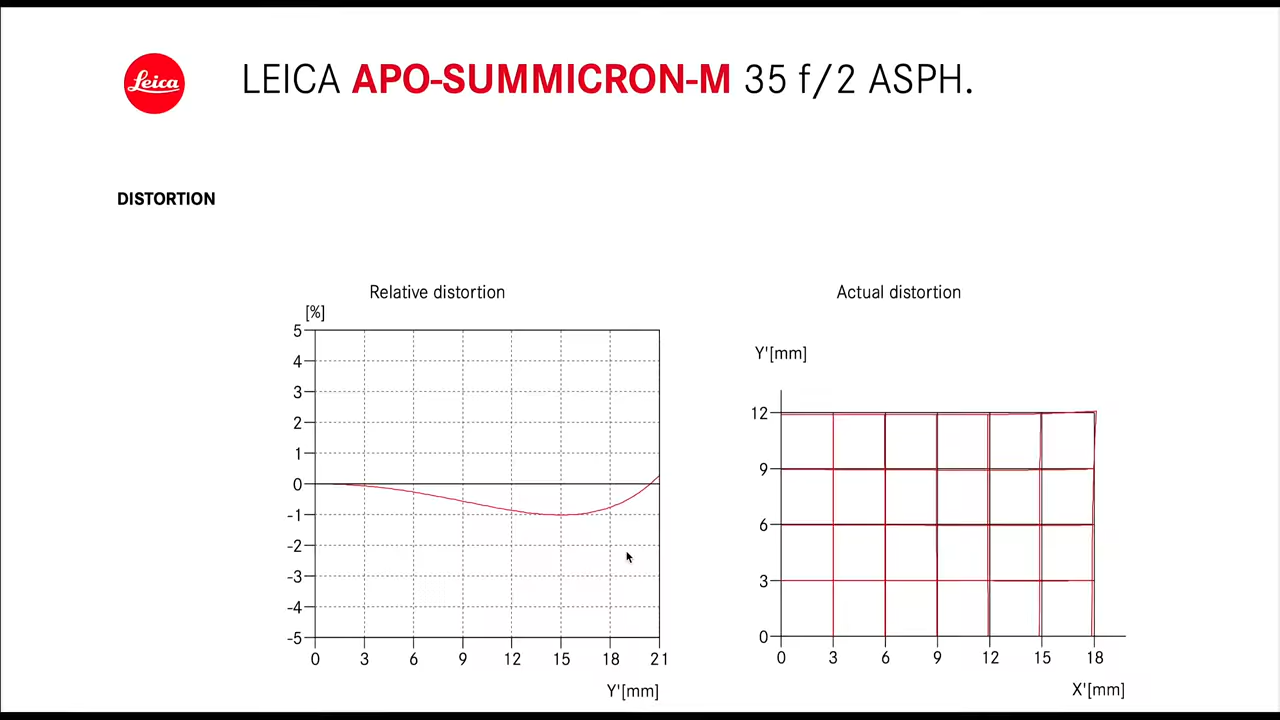 Leica
LEICA APO-SUMMICRON-M 35 f/2 ASPH.
DISTORTION
Relative distortion
[%]
5
4
3
2
1
0
-1
-2
-3
-4
-5
0 3 6 9 12 15 18 21
Y'[mm]
Actual distortion
Y'[mm]
12
9
6
3
0
0 3 6 9 12 15 18
X'[mm]